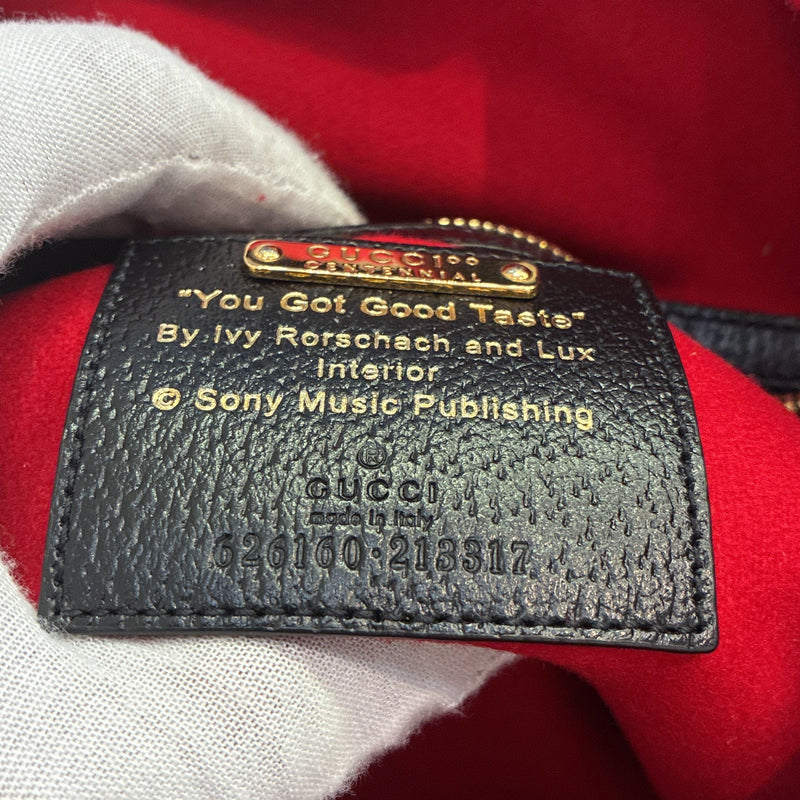 GUCCI100
CENTENNIAL
"You Got Good Taste"
By Ivy Rorschach and Lux
Interior
© Sony Music Publishing
®
GUCCI
made in Italy
626160·213317